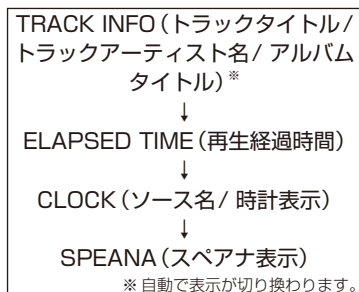 TRACK INFO（トラックタイトル/
トラックアーティスト名/ アルバム
タイトル）※
↓
ELAPSED TIME（再生経過時間）
↓
CLOCK（ソース名/ 時計表示）
↓
SPEANA（スペアナ表示）
※ 自動で表示が切り換わります。